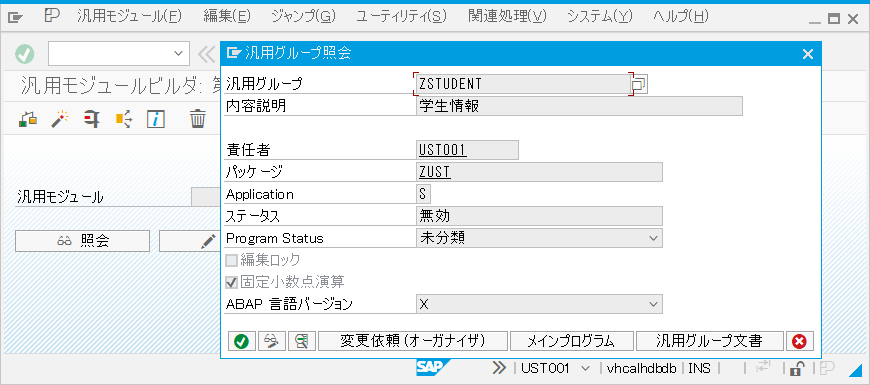 汎用モジュール(F) 編集(E) ジャンプ(G) ユーティリティ(S) 関連処理(V) システム(Y) ヘルプ(H)
汎用グループ照会
汎用モジュールビルダ: 第
汎用グループ ZSTUDENT
内容説明 学生情報
責任者 UST001
パッケージ ZUST
汎用モジュール
Application S
ステータス 無効
照会
Program Status 未分類
編集ロック
固定小数点演算
ABAP 言語バージョン X
変更依頼 (オーガナイザ) メインプログラム 汎用グループ文書
SAP UST001 vhcalhdbdb INS